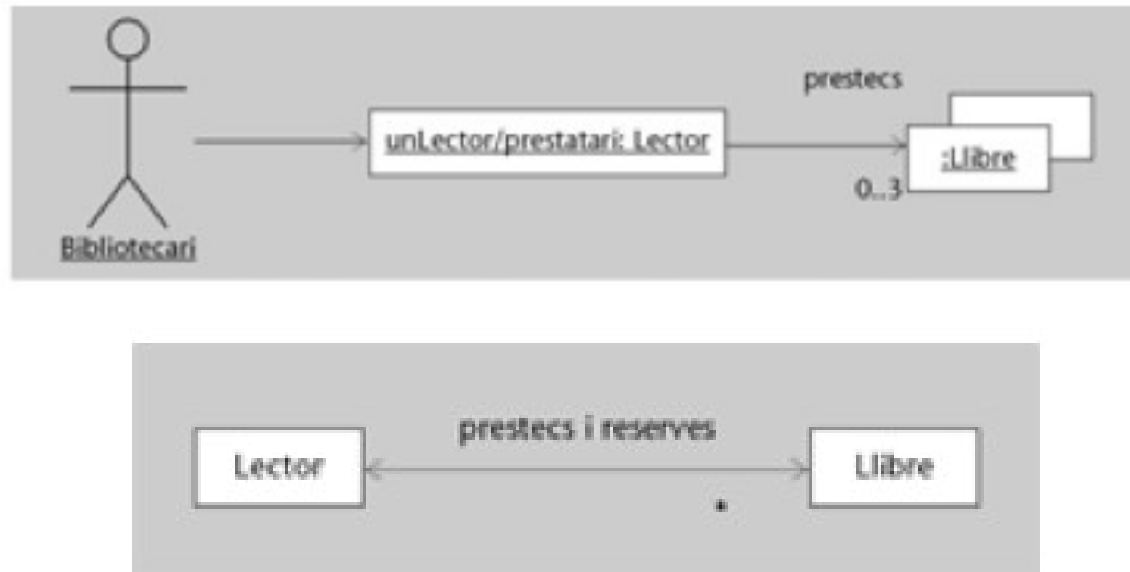 prestecs
unLector/prestatari: Lector
:Llibre
0..3
Bibliotecari
prestecs i reserves
Lector
Llibre
*